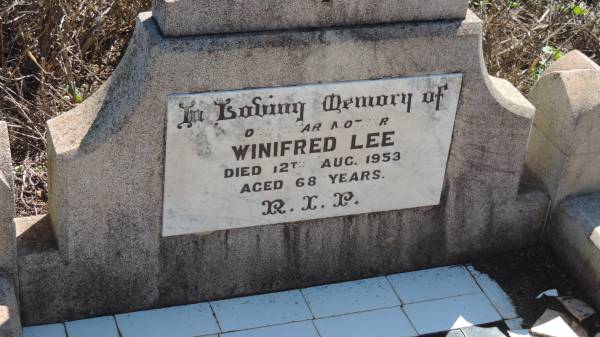 In Loving Memory of
WINIFRED LEE
DIED 12TH AUG. 1953
AGED 68 YEARS.
R.I.P.